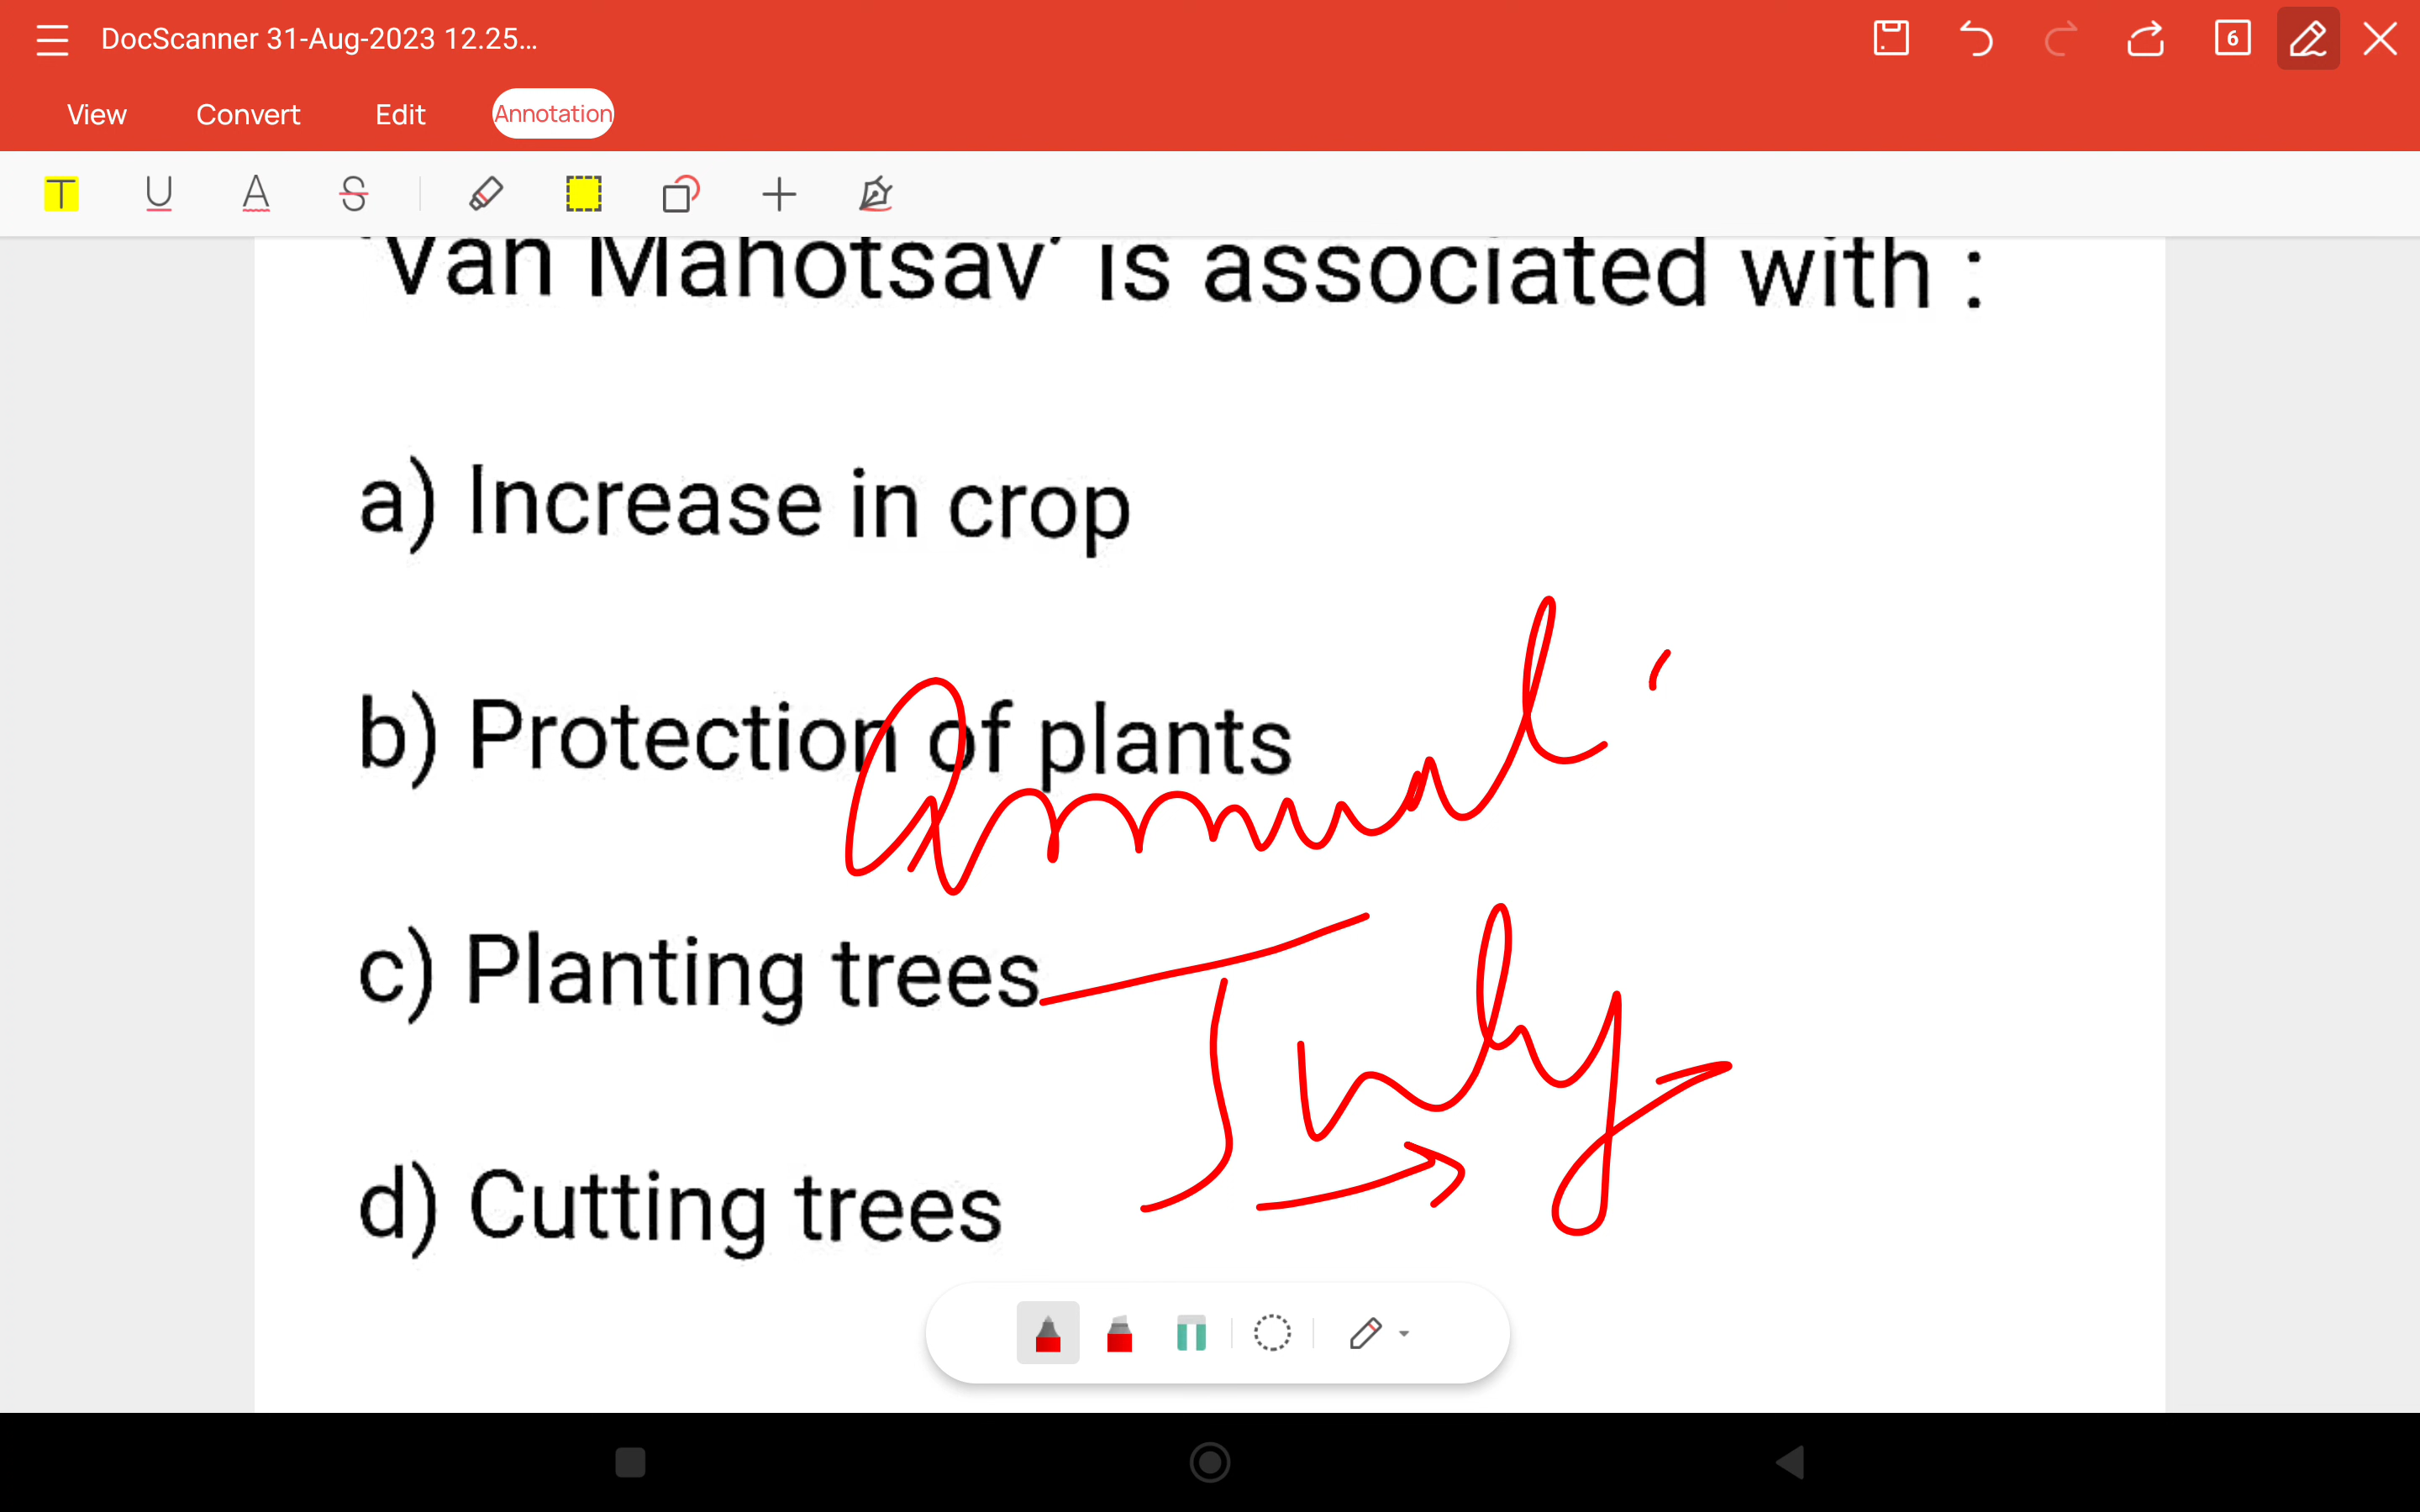 DocScanner 31-Aug-2023 12.25...
6
View Convert Edit Annotation
T U A S
'Van Mahotsav' is associated with :
a) Increase in crop
b) Protection of plants
Annual
c) Planting trees
July
d) Cutting trees